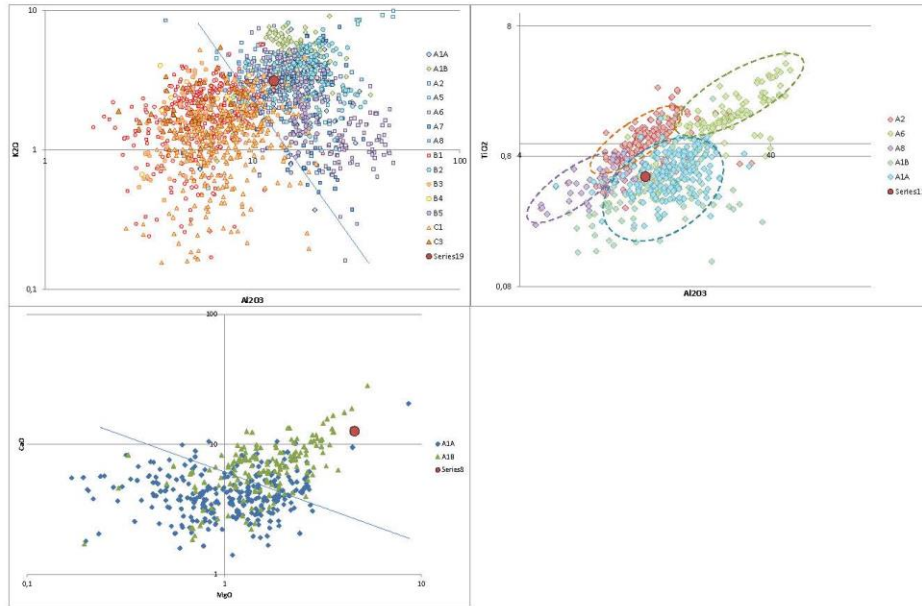 10
K2O
1
0,1
10
100
Al2O3
A1A
A1B
A2
A5
A6
A7
A8
B1
B2
B3
B4
B5
C1
C3
Series19
8
TiO2
0,8
4
40
0,08
Al2O3
A2
A6
A8
A1B
A1A
100
CaO
10
1
0,1
1
10
MgO
A1A
A1B
Series8